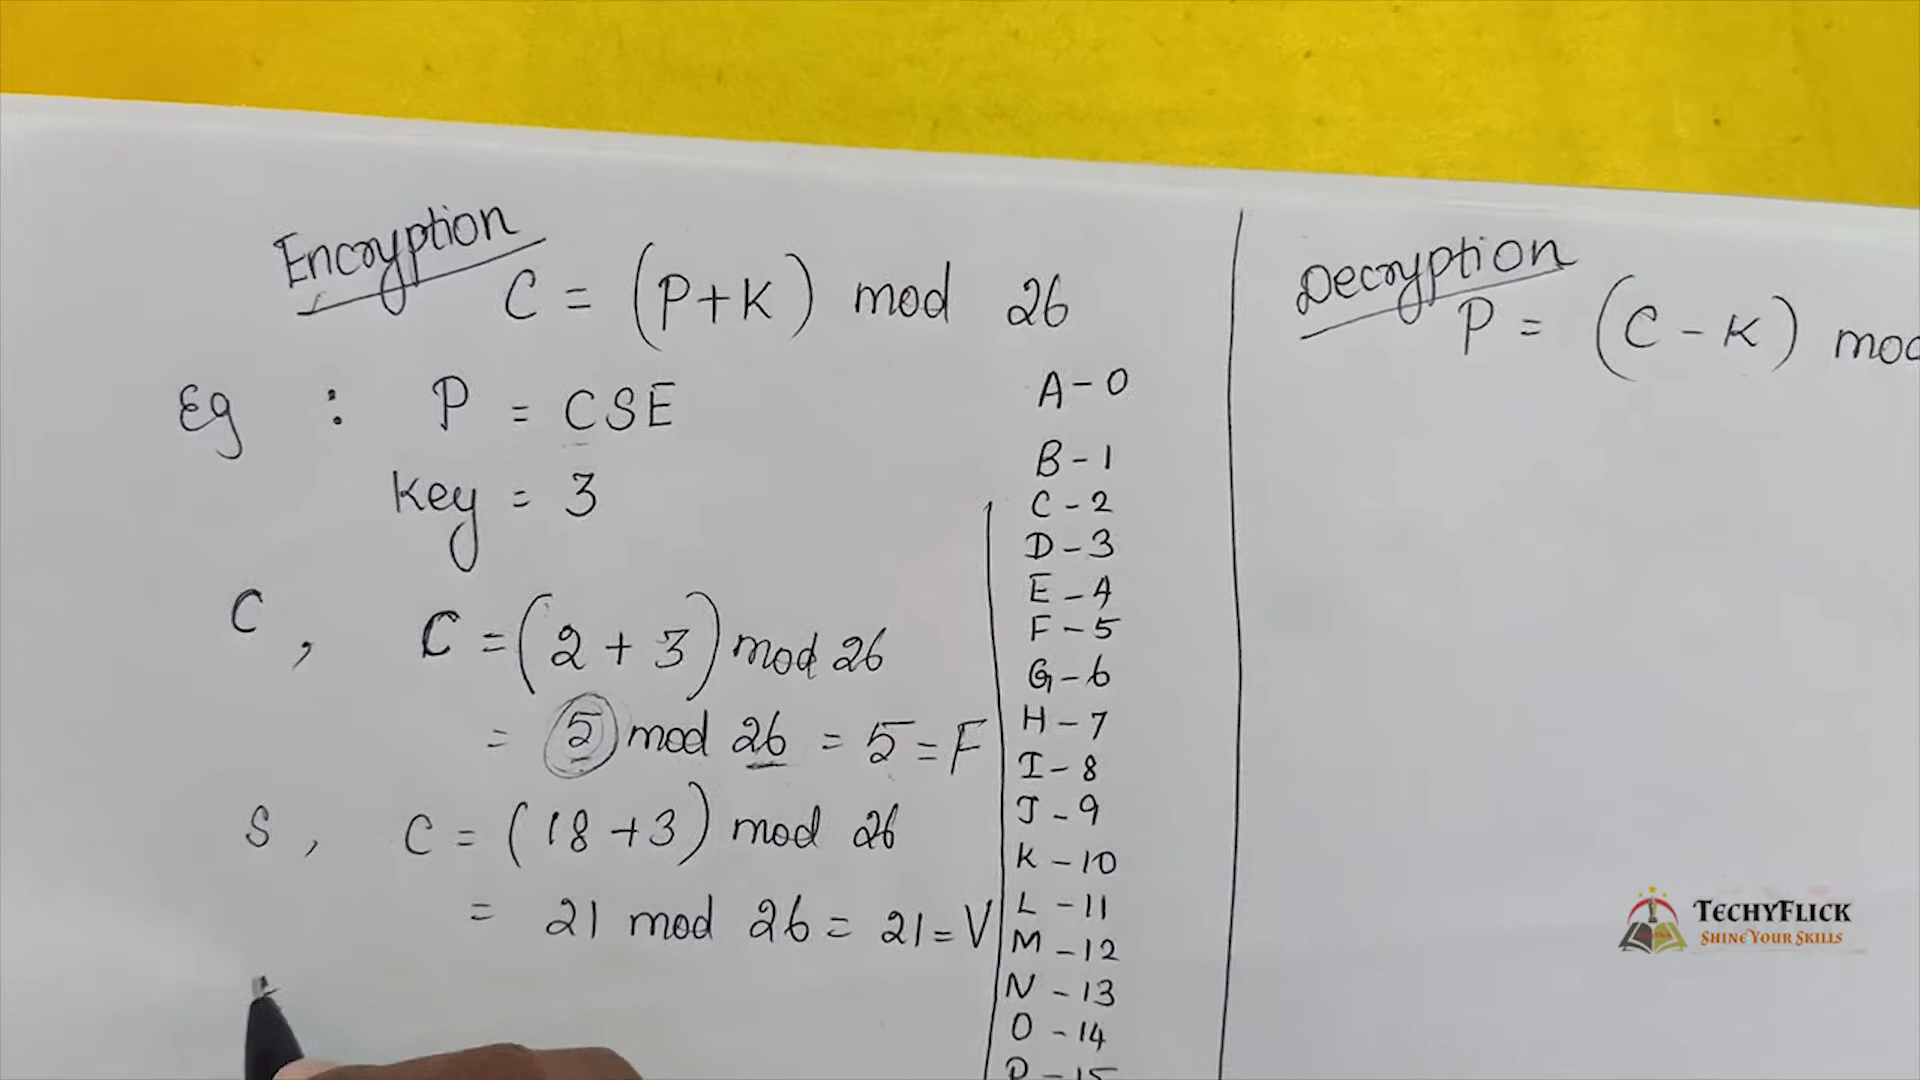 Encryption
C = (P+K) mod 26
Eg : P = CSE
Key = 3
C, C = (2 + 3) mod 26
= 5 mod 26 = 5 = F
S, C = (18 + 3) mod 26
= 21 mod 26 = 21 = V
A - 0
B - 1
C - 2
D - 3
E - 4
F - 5
G - 6
H - 7
I - 8
J - 9
K - 10
L - 11
M - 12
N - 13
O - 14
P - 15
Decryption
P = (C - K) mod
TECHYFLICK
SHINE YOUR SKILLS